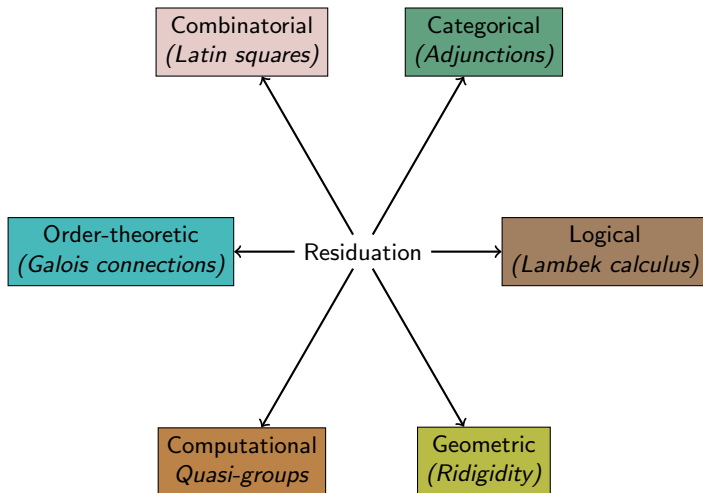 Combinatorial
(Latin squares)
Categorical
(Adjunctions)
Order-theoretic
(Galois connections)
Residuation
Logical
(Lambek calculus)
Computational
Quasi-groups
Geometric
(Ridigidity)